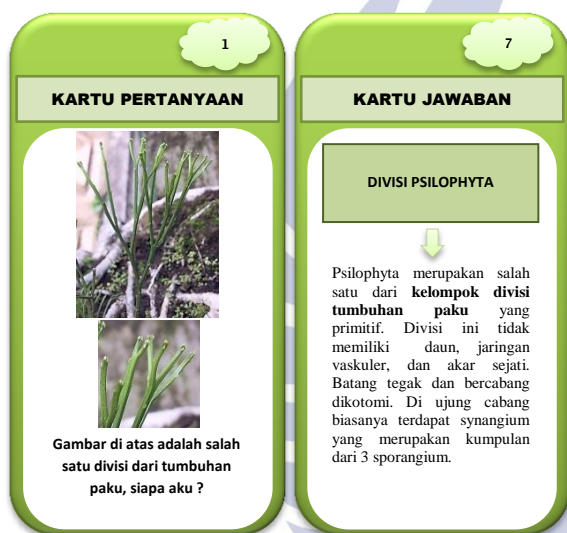 1
KARTU PERTANYAAN
Gambar di atas adalah salah
satu divisi dari tumbuhan
paku, siapa aku ?
7
KARTU JAWABAN
DIVISI PSILOPHYTA
Psilophyta merupakan salah
satu dari kelompok divisi
tumbuhan paku yang
primitif. Divisi ini tidak
memiliki daun, jaringan
vaskuler, dan akar sejati.
Batang tegak dan bercabang
dikotomi. Di ujung cabang
biasanya terdapat synangium
yang merupakan kumpulan
dari 3 sporangium.